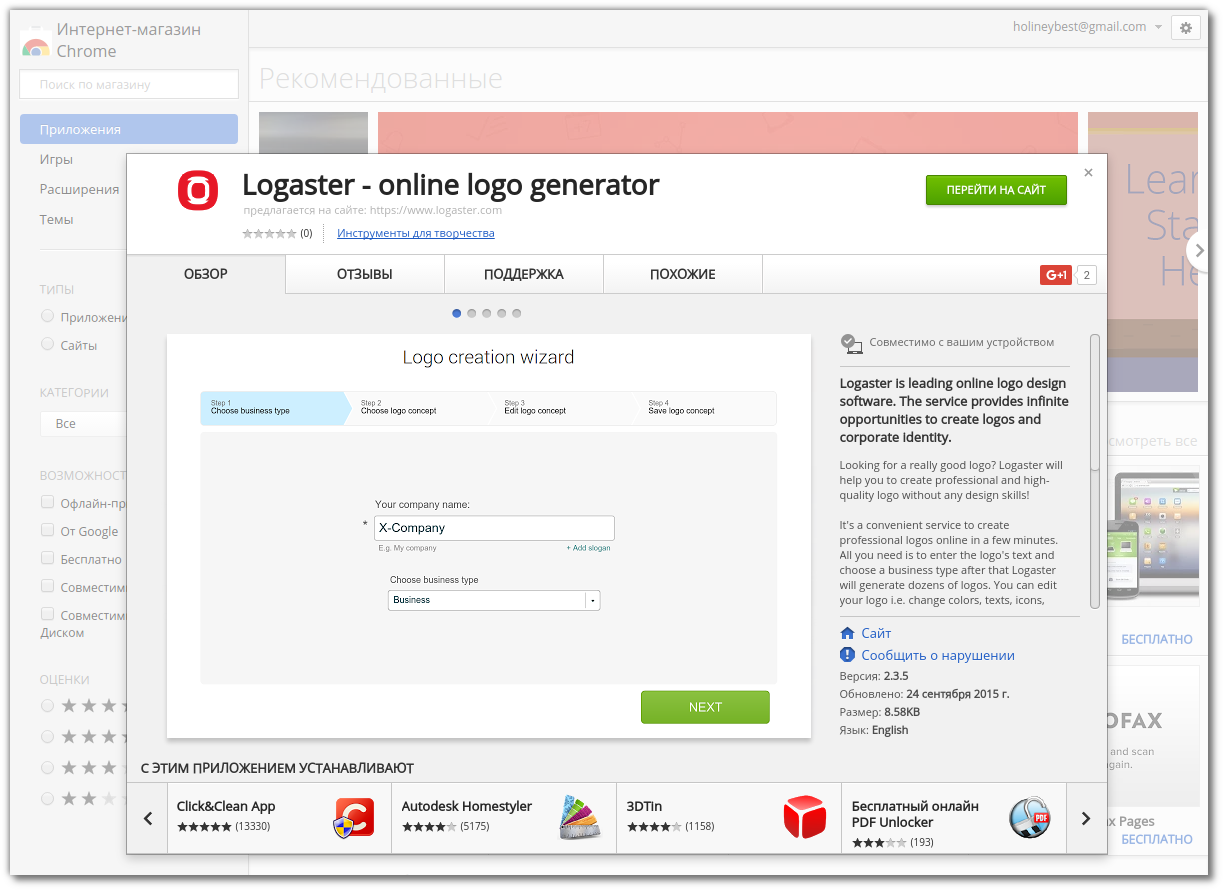 Интернет-магазин
Chrome
holineybest@gmail.com
Поиск по магазину
Рекомендованные
Приложения
Игры
Расширения
Темы
ТИПЫ
Приложени
Сайты
КАТЕГОРИИ
Все
ВОЗМОЖНОСТ
Офлайн-пр
От Google
Бесплатно
Совместим
Совместим
Диском
ОЦЕНКИ
Logaster - online logo generator
предлагается на сайте: https://www.logaster.com
(0)
Инструменты для творчества
ПЕРЕЙТИ НА САЙТ
ОБЗОР
ОТЗЫВЫ
ПОДДЕРЖКА
ПОХОЖИЕ
G+1
2
Logo creation wizard
Step 1
Choose business type
Step 2
Choose logo concept
Step 3
Edit logo concept
Step 4
Save logo concept
Your company name:
* X-Company
E.g. My company
+ Add slogan
Choose business type
Business
NEXT
Совместимо с вашим устройством
Logaster is leading online logo design
software. The service provides infinite
opportunities to create logos and
corporate identity.
Looking for a really good logo? Logaster will
help you to create professional and high-
quality logo without any design skills!
It's a convenient service to create
professional logos online in a few minutes.
All you need is to enter the logo's text and
choose a business type after that Logaster
will generate dozens of logos. You can edit
your logo i.e. change colors, texts, icons,
Сайт
Сообщить о нарушении
Версия: 2.3.5
Обновлено: 24 сентября 2015 г.
Размер: 8.58KB
Язык: English
С ЭТИМ ПРИЛОЖЕНИЕМ УСТАНАВЛИВАЮТ
Click&Clean App
(13330)
Autodesk Homestyler
(5175)
3DTin
(1158)
Бесплатный онлайн
PDF Unlocker
(193)
PDF
Lear
Sta
He
смотреть все
БЕСПЛАТНО
OFAX
and scan
again.
x Pages
БЕСПЛАТНО